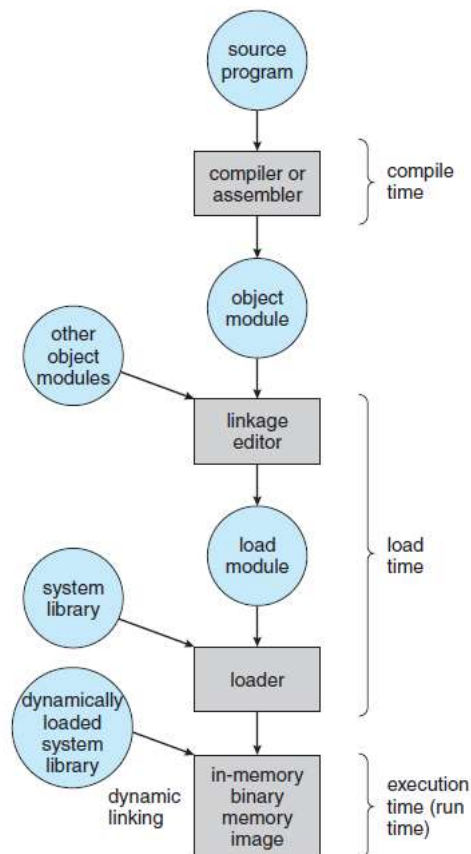 source
program
compiler or
assembler
compile
time
object
module
other
object
modules
linkage
editor
load
module
load
time
system
library
loader
dynamically
loaded
system
library
dynamic
linking
in-memory
binary
memory
image
execution
time (run
time)